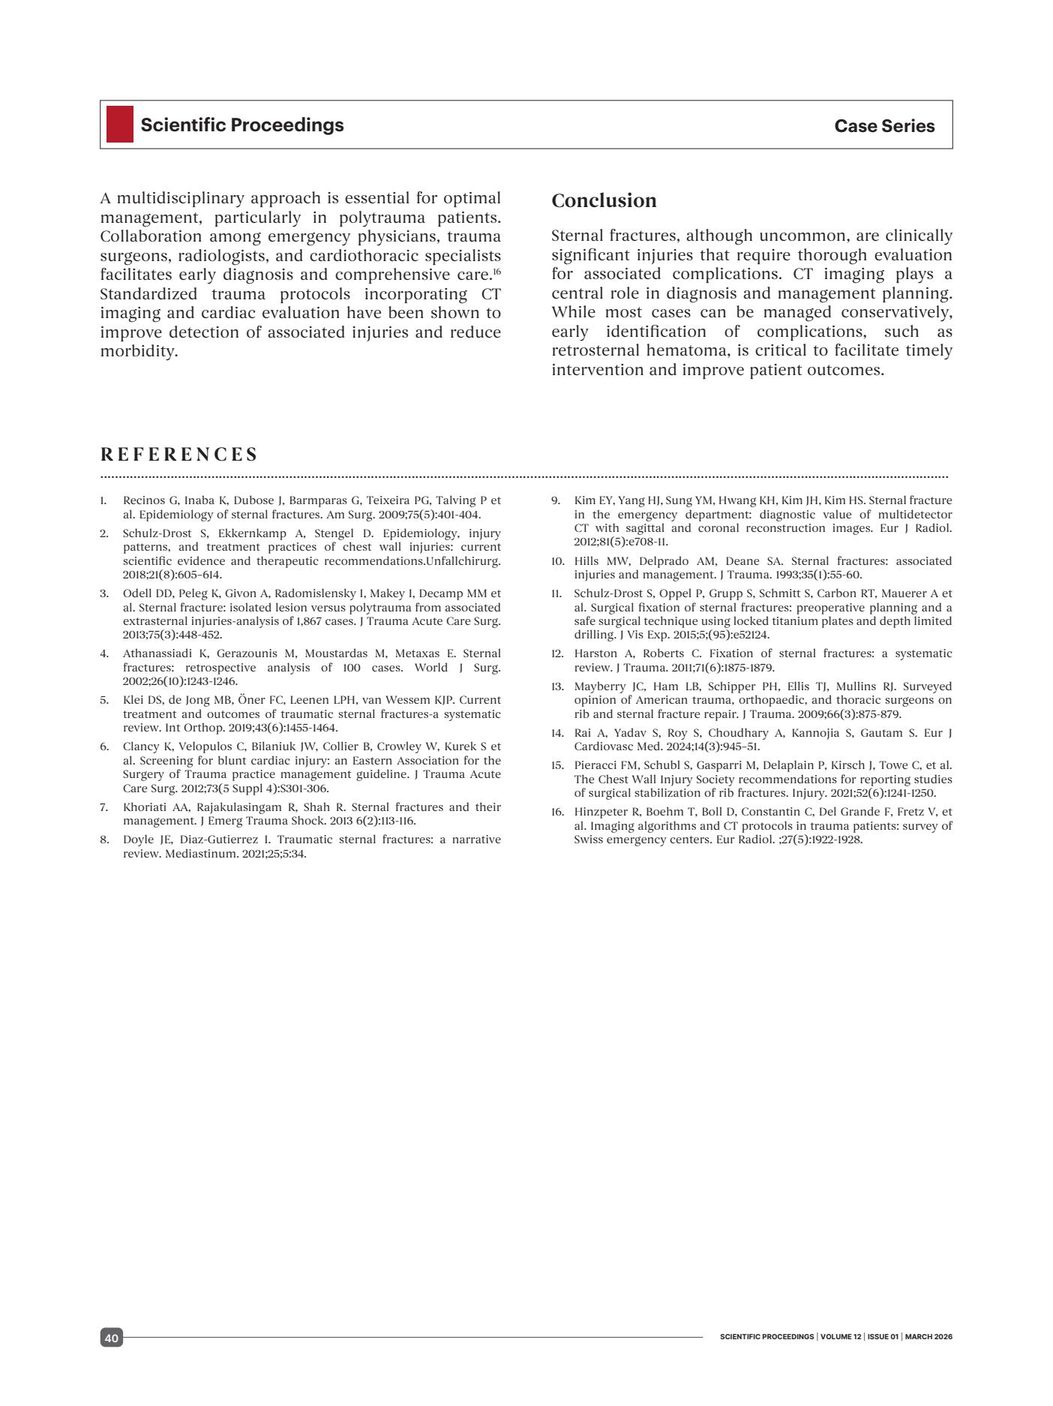 Scientific Proceedings
Case Series
A multidisciplinary approach is essential for optimal
management, particularly in polytrauma patients.
Collaboration among emergency physicians, trauma
surgeons, radiologists, and cardiothoracic specialists
facilitates early diagnosis and comprehensive care.16
Standardized trauma protocols incorporating CT
imaging and cardiac evaluation have been shown to
improve detection of associated injuries and reduce
morbidity.
Conclusion
Sternal fractures, although uncommon, are clinically
significant injuries that require thorough evaluation
for associated complications. CT imaging plays a
central role in diagnosis and management planning.
While most cases can be managed conservatively,
early identification of complications, such as
retrosternal hematoma, is critical to facilitate timely
intervention and improve patient outcomes.
REFERENCES
1. Recinos G, Inaba K, Dubose J, Barmparas G, Teixeira PG, Talving P et
al. Epidemiology of sternal fractures. Am Surg. 2009;75(5):401-404.
2. Schulz-Drost S, Ekkernkamp A, Stengel D. Epidemiology, injury
patterns, and treatment practices of chest wall injuries: current
scientific evidence and therapeutic recommendations.Unfallchirurg.
2018;21(8):605–614.
3. Odell DD, Peleg K, Givon A, Radomislensky I, Makey I, Decamp MM et
al. Sternal fracture: isolated lesion versus polytrauma from associated
extrasternal injuries-analysis of 1,867 cases. J Trauma Acute Care Surg.
2013;75(3):448-452.
4. Athanassiadi K, Gerazounis M, Moustardas M, Metaxas E. Sternal
fractures: retrospective analysis of 100 cases. World J Surg.
2002;26(10):1243-1246.
5. Klei DS, de Jong MB, Öner FC, Leenen LPH, van Wessem KJP. Current
treatment and outcomes of traumatic sternal fractures-a systematic
review. Int Orthop. 2019;43(6):1455-1464.
6. Clancy K, Velopulos C, Bilaniuk JW, Collier B, Crowley W, Kurek S et
al. Screening for blunt cardiac injury: an Eastern Association for the
Surgery of Trauma practice management guideline. J Trauma Acute
Care Surg. 2012;73(5 Suppl 4):S301-306.
7. Khoriati AA, Rajakulasingam R, Shah R. Sternal fractures and their
management. J Emerg Trauma Shock. 2013 6(2):113-116.
8. Doyle JE, Diaz-Gutierrez I. Traumatic sternal fractures: a narrative
review. Mediastinum. 2021;25;5:34.
9. Kim EY, Yang HJ, Sung YM, Hwang KH, Kim JH, Kim HS. Sternal fracture
in the emergency department: diagnostic value of multidetector
CT with sagittal and coronal reconstruction images. Eur J Radiol.
2012;81(5):e708-11.
10. Hills MW, Delprado AM, Deane SA. Sternal fractures: associated
injuries and management. J Trauma. 1993;35(1):55-60.
11. Schulz-Drost S, Oppel P, Grupp S, Schmitt S, Carbon RT, Mauerer A et
al. Surgical fixation of sternal fractures: preoperative planning and a
safe surgical technique using locked titanium plates and depth limited
drilling. J Vis Exp. 2015;5;(95):e52124.
12. Harston A, Roberts C. Fixation of sternal fractures: a systematic
review. J Trauma. 2011;71(6):1875-1879.
13. Mayberry JC, Ham LB, Schipper PH, Ellis TJ, Mullins RJ. Surveyed
opinion of American trauma, orthopaedic, and thoracic surgeons on
rib and sternal fracture repair. J Trauma. 2009;66(3):875-879.
14. Rai A, Yadav S, Roy S, Choudhary A, Kannojia S, Gautam S. Eur J
Cardiovasc Med. 2024;14(3):945–51.
15. Pieracci FM, Schubl S, Gasparri M, Delaplain P, Kirsch J, Towe C, et al.
The Chest Wall Injury Society recommendations for reporting studies
of surgical stabilization of rib fractures. Injury. 2021;52(6):1241-1250.
16. Hinzpeter R, Boehm T, Boll D, Constantin C, Del Grande F, Fretz V, et
al. Imaging algorithms and CT protocols in trauma patients: survey of
Swiss emergency centers. Eur Radiol. ;27(5):1922-1928.
40
SCIENTIFIC PROCEEDINGS | VOLUME 12 | ISSUE 01 | MARCH 2026